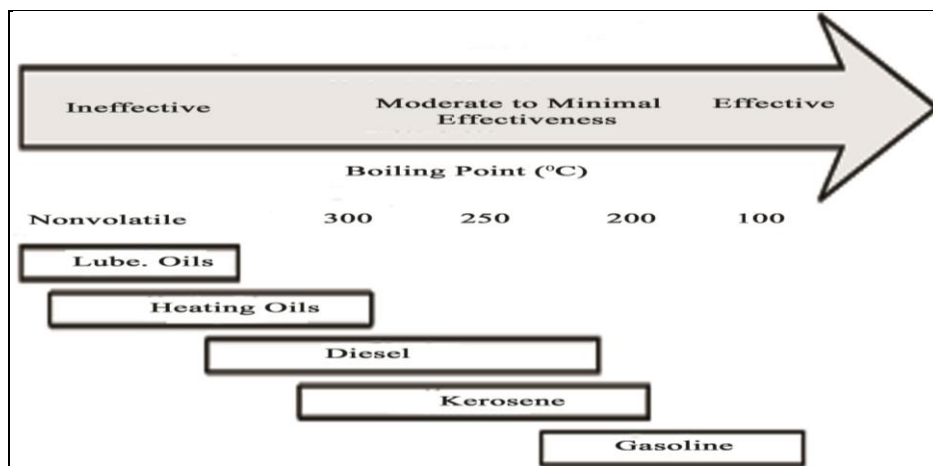 Ineffective
Moderate to Minimal
Effectiveness
Effective
Boiling Point (ºC)
Nonvolatile 300 250 200 100
Lube. Oils
Heating Oils
Diesel
Kerosene
Gasoline